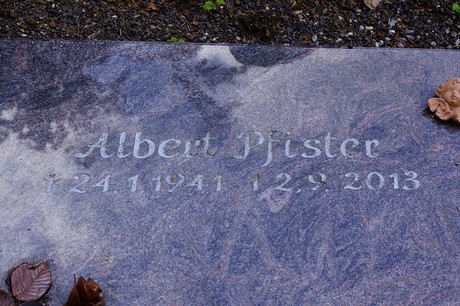 Albert Pfister
* 24. 1. 1941 † 2. 9. 2013